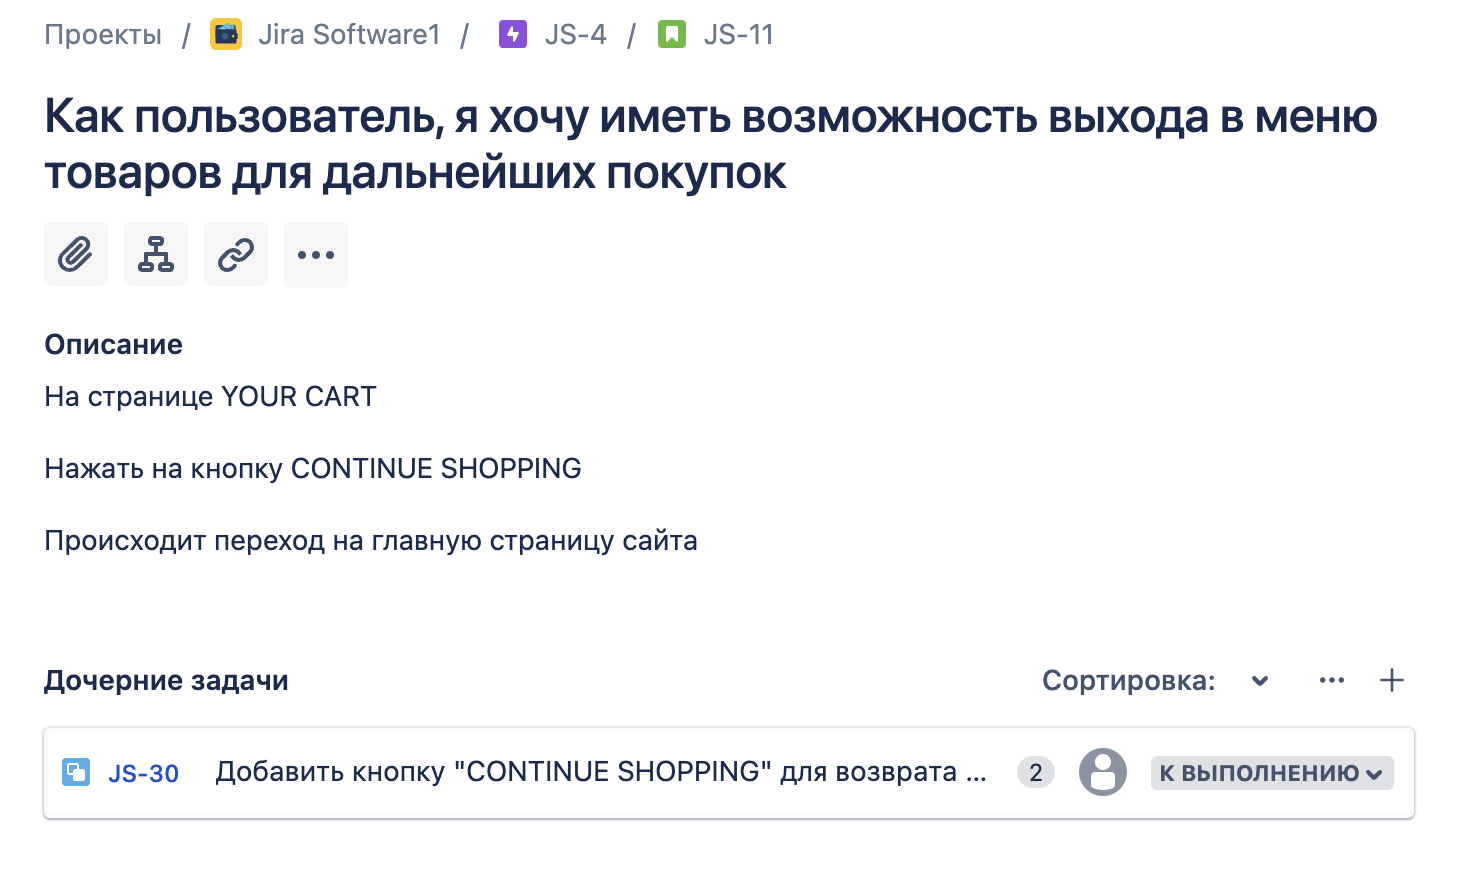 Проекты / Jira Software1 / JS-4 / JS-11
Как пользователь, я хочу иметь возможность выхода в меню
товаров для дальнейших покупок
Описание
На странице YOUR CART
Нажать на кнопку CONTINUE SHOPPING
Происходит переход на главную страницу сайта
Дочерние задачи Сортировка:
JS-30 Добавить кнопку "CONTINUE SHOPPING" для возврата ... 2 К ВЫПОЛНЕНИЮ